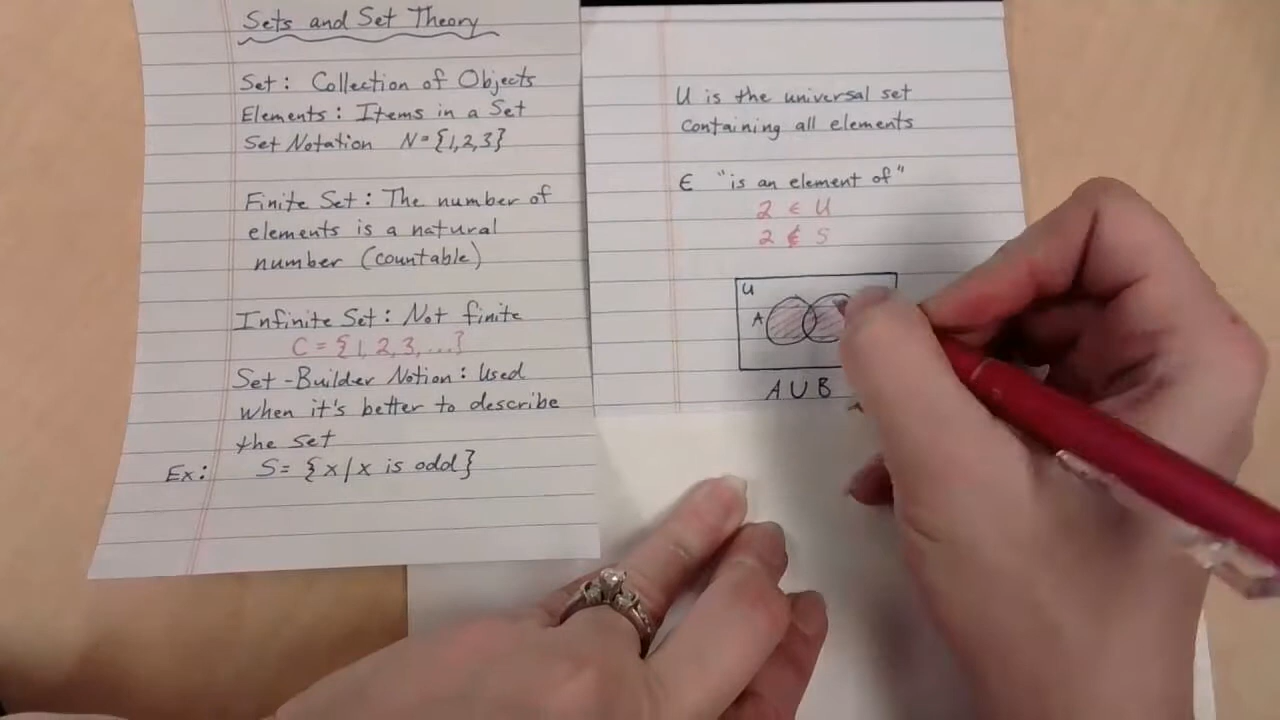 Sets and Set Theory
Set: Collection of Objects
Elements: Items in a Set
Set Notation N={1,2,3}
Finite Set: The number of
elements is a natural
number (countable)
Infinite Set: Not finite
C = {1, 2, 3, ...}
Set-Builder Notion: Used
when it's better to describe
the set
Ex: S= {x/x is odd}
U is the universal set
containing all elements
∈ "is an element of"
2 ∈ U
2 ∉ S
U
A
A U B